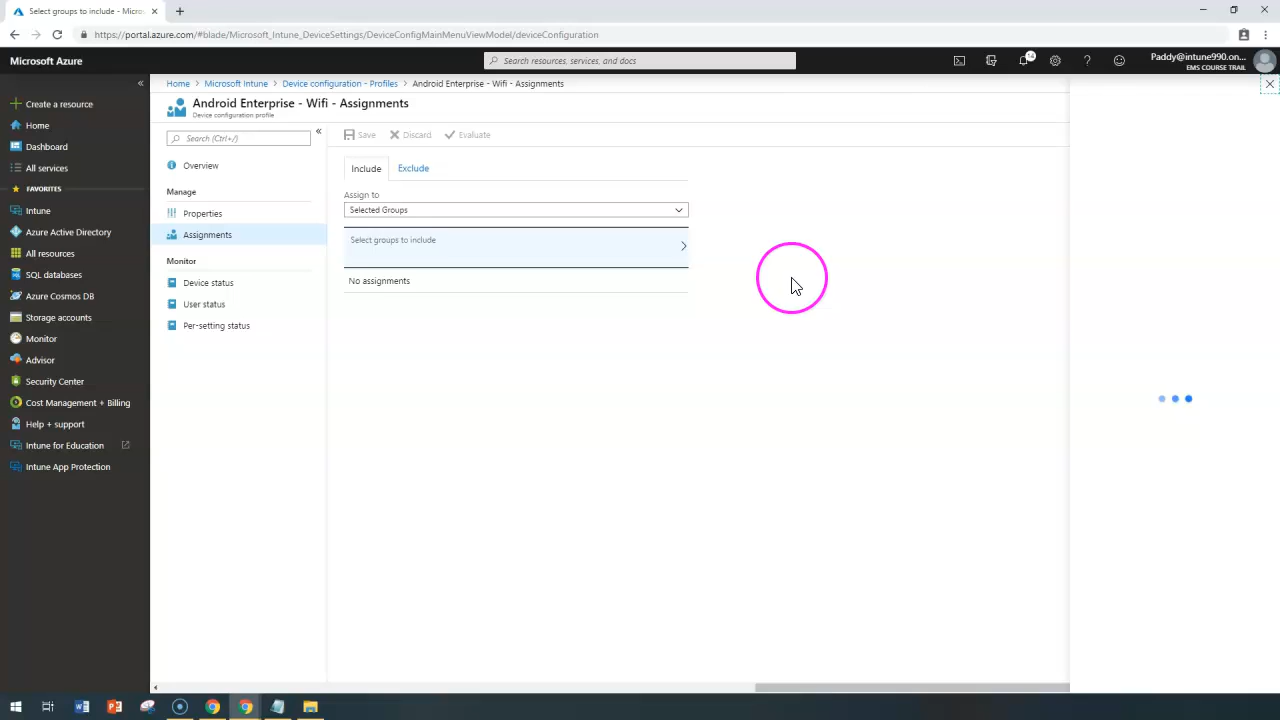 Select groups to include - Micros
https://portal.azure.com/#blade/Microsoft_Intune_DeviceSettings/DeviceConfigMainMenuViewModel/deviceConfiguration
Microsoft Azure
Search resources, services, and docs
Paddy@intune990.on...
EMS COURSE TRAIL
Create a resource
Home
Dashboard
All services
FAVORITES
Intune
Azure Active Directory
All resources
SQL databases
Azure Cosmos DB
Storage accounts
Monitor
Advisor
Security Center
Cost Management + Billing
Help + support
Intune for Education
Intune App Protection
Home > Microsoft Intune > Device configuration - Profiles > Android Enterprise - Wifi - Assignments
Android Enterprise - Wifi - Assignments
Device configuration profile
Search (Ctrl+/)
Overview
Manage
Properties
Assignments
Monitor
Device status
User status
Per-setting status
Save Discard Evaluate
Include Exclude
Assign to
Selected Groups
Select groups to include
No assignments